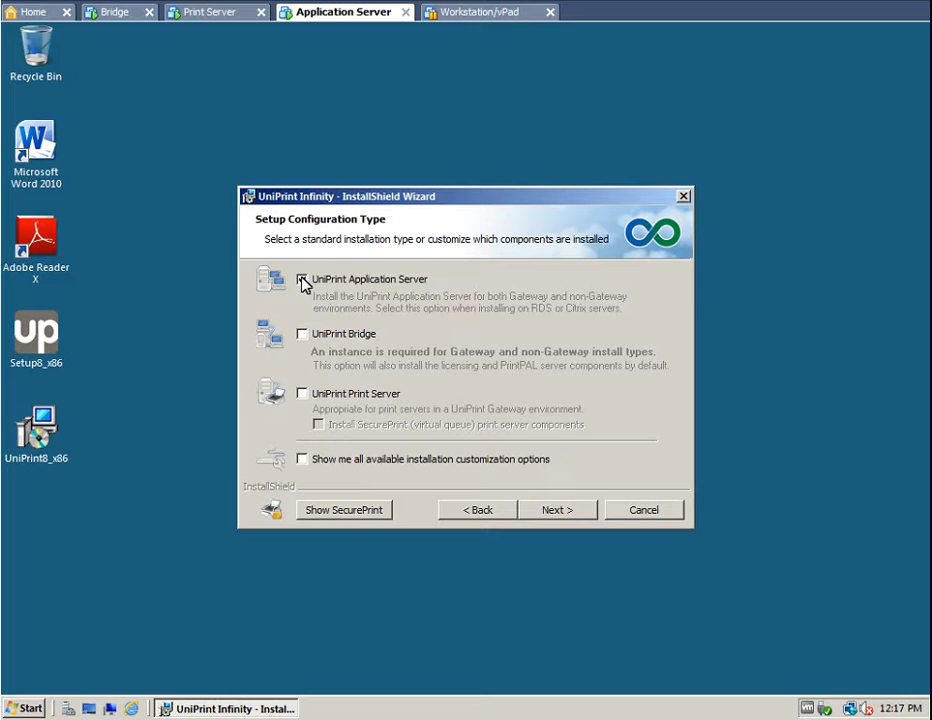 Home
Bridge
Print Server
Application Server
Workstation/vPad
Recycle Bin
Microsoft
Word 2010
Adobe Reader
X
up
Setup8_x86
UniPrint8_x86
UniPrint Infinity - InstallShield Wizard
Setup Configuration Type
Select a standard installation type or customize which components are installed
UniPrint Application Server
Install the UniPrint Application Server for both Gateway and non-Gateway
environments. Select this option when installing on RDS or Citrix servers.
UniPrint Bridge
An instance is required for Gateway and non-Gateway install types.
This option will also install the licensing and PrintPAL server components by default.
UniPrint Print Server
Appropriate for print servers in a UniPrint Gateway environment.
Install SecurePrint (virtual queue) print server components
Show me all available installation customization options
InstallShield
Show SecurePrint
< Back
Next >
Cancel
Start
UniPrint Infinity - Instal...
vm
12:17 PM